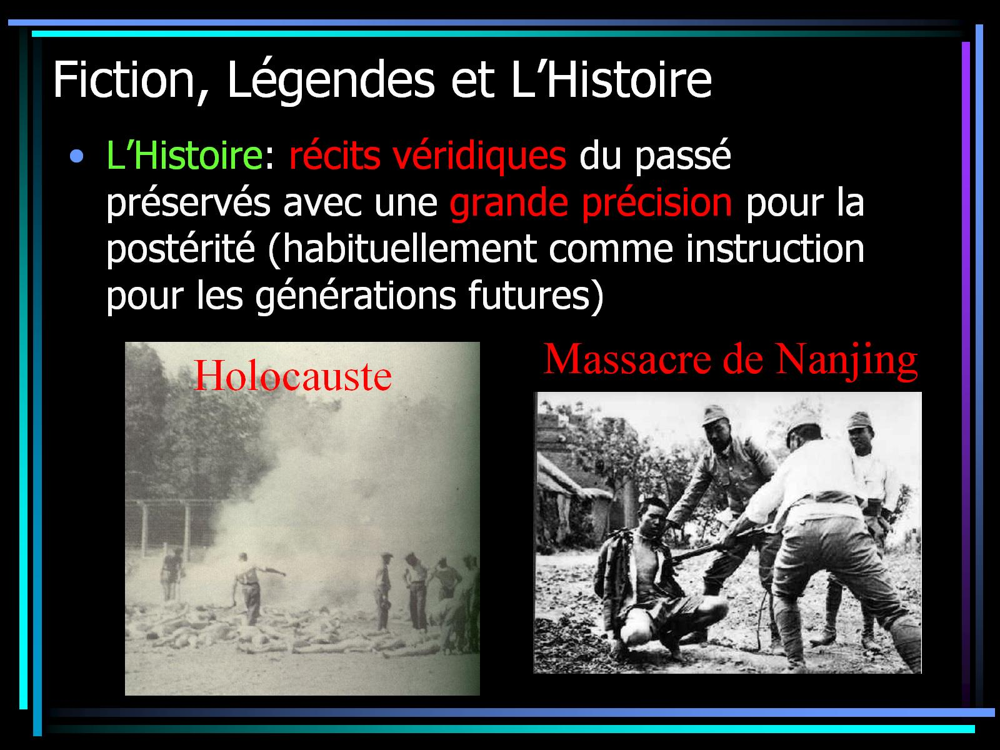 Fiction, Légendes et L’Histoire
• L’Histoire: récits véridiques du passé
préservés avec une grande précision pour la
postérité (habituellement comme instruction
pour les générations futures)
Holocauste
Massacre de Nanjing